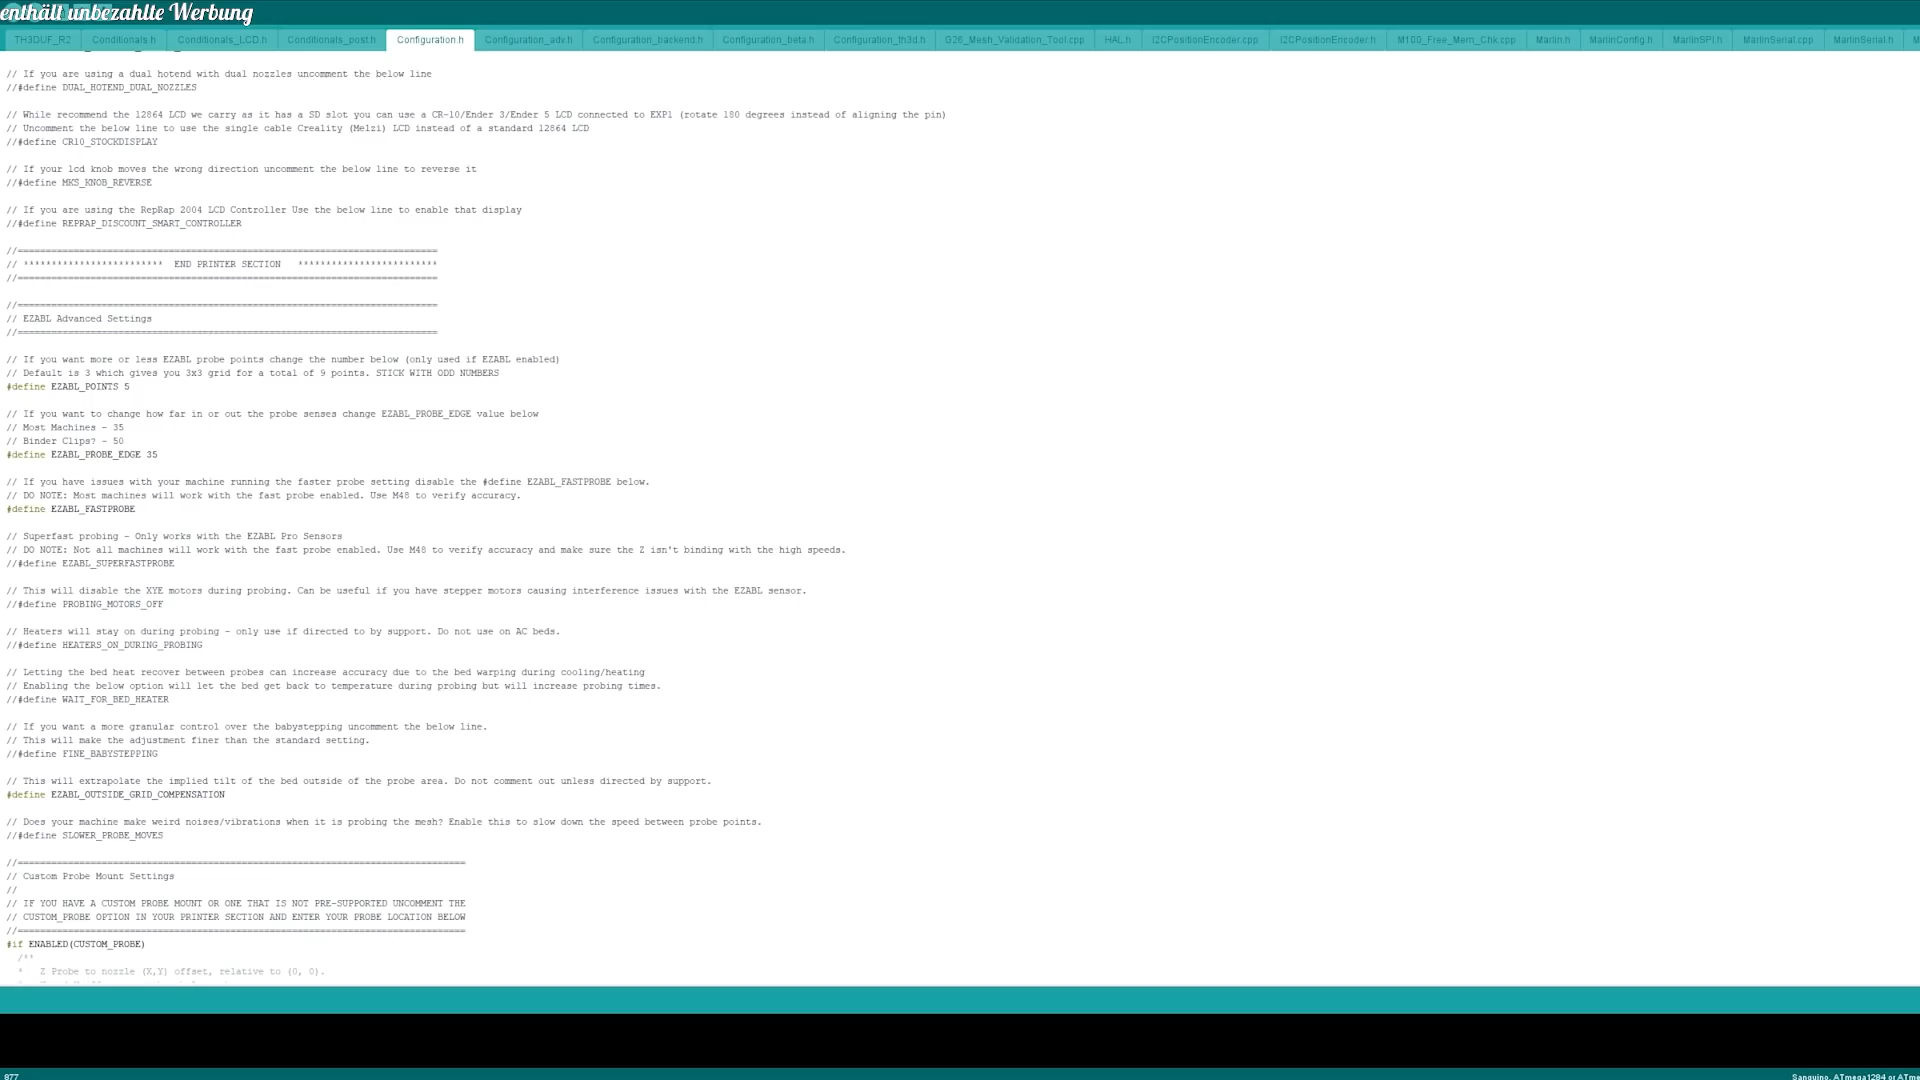 enthält unbezahlte Werbung
TH3DUF_R2 Conditionals.h Conditionals_LCD.h Conditionals_post.h Configuration.h Configuration_adv.h Configuration_backend.h Configuration_beta.h Configuration_th3d.h G26_Mesh_Validation_Tool.cpp HAL.h I2CPositionEncoder.cpp I2CPositionEncoder.h M100_Free_Mem_Chk.cpp Marlin.h MarlinConfig.h MarlinSPI.h MarlinSerial.cpp MarlinSerial.h
// If you are using a dual hotend with dual nozzles uncomment the below line
//#define DUAL_HOTEND_DUAL_NOZZLES
// While recommend the 12864 LCD we carry as it has a SD slot you can use a CR-10/Ender 3/Ender 5 LCD connected to EXP1 (rotate 180 degrees instead of aligning the pin)
// Uncomment the below line to use the single cable Creality (Melzi) LCD instead of a standard 12864 LCD
//#define CR10_STOCKDISPLAY
// If your lcd knob moves the wrong direction uncomment the below line to reverse it
//#define MKS_KNOB_REVERSE
// If you are using the RepRap 2004 LCD Controller Use the below line to enable that display
//#define REPRAP_DISCOUNT_SMART_CONTROLLER
//===========================================================================
// ************************* END PRINTER SECTION *************************
//===========================================================================
//===========================================================================
// EZABL Advanced Settings
//===========================================================================
// If you want more or less EZABL probe points change the number below (only used if EZABL enabled)
// Default is 3 which gives you 3x3 grid for a total of 9 points. STICK WITH ODD NUMBERS
#define EZABL_POINTS 5
// If you want to change how far in or out the probe senses change EZABL_PROBE_EDGE value below
// Most Machines - 35
// Binder Clips? - 50
#define EZABL_PROBE_EDGE 35
// If you have issues with your machine running the faster probe setting disable the #define EZABL_FASTPROBE below.
// DO NOTE: Most machines will work with the fast probe enabled. Use M48 to verify accuracy.
#define EZABL_FASTPROBE
// Superfast probing - Only works with the EZABL Pro Sensors
// DO NOTE: Not all machines will work with the fast probe enabled. Use M48 to verify accuracy and make sure the Z isn't binding with the high speeds.
//#define EZABL_SUPERFASTPROBE
// This will disable the XYE motors during probing. Can be useful if you have stepper motors causing interference issues with the EZABL sensor.
//#define PROBING_MOTORS_OFF
// Heaters will stay on during probing - only use if directed to by support. Do not use on AC beds.
//#define HEATERS_ON_DURING_PROBING
// Letting the bed heat recover between probes can increase accuracy due to the bed warping during cooling/heating
// Enabling the below option will let the bed get back to temperature during probing but will increase probing times.
//#define WAIT_FOR_BED_HEATER
// If you want a more granular control over the babystepping uncomment the below line.
// This will make the adjustment finer than the standard setting.
//#define FINE_BABYSTEPPING
// This will extrapolate the implied tilt of the bed outside of the probe area. Do not comment out unless directed by support.
#define EZABL_OUTSIDE_GRID_COMPENSATION
// Does your machine make weird noises/vibrations when it is probing the mesh? Enable this to slow down the speed between probe points.
//#define SLOWER_PROBE_MOVES
//================================================================================
// Custom Probe Mount Settings
//
// IF YOU HAVE A CUSTOM PROBE MOUNT OR ONE THAT IS NOT PRE-SUPPORTED UNCOMMENT THE
// CUSTOM_PROBE OPTION IN YOUR PRINTER SECTION AND ENTER YOUR PROBE LOCATION BELOW
//================================================================================
#if ENABLED(CUSTOM_PROBE)
/**
* Z Probe to nozzle (X,Y) offset, relative to (0, 0).
877
Sanguino, ATmega1284 or